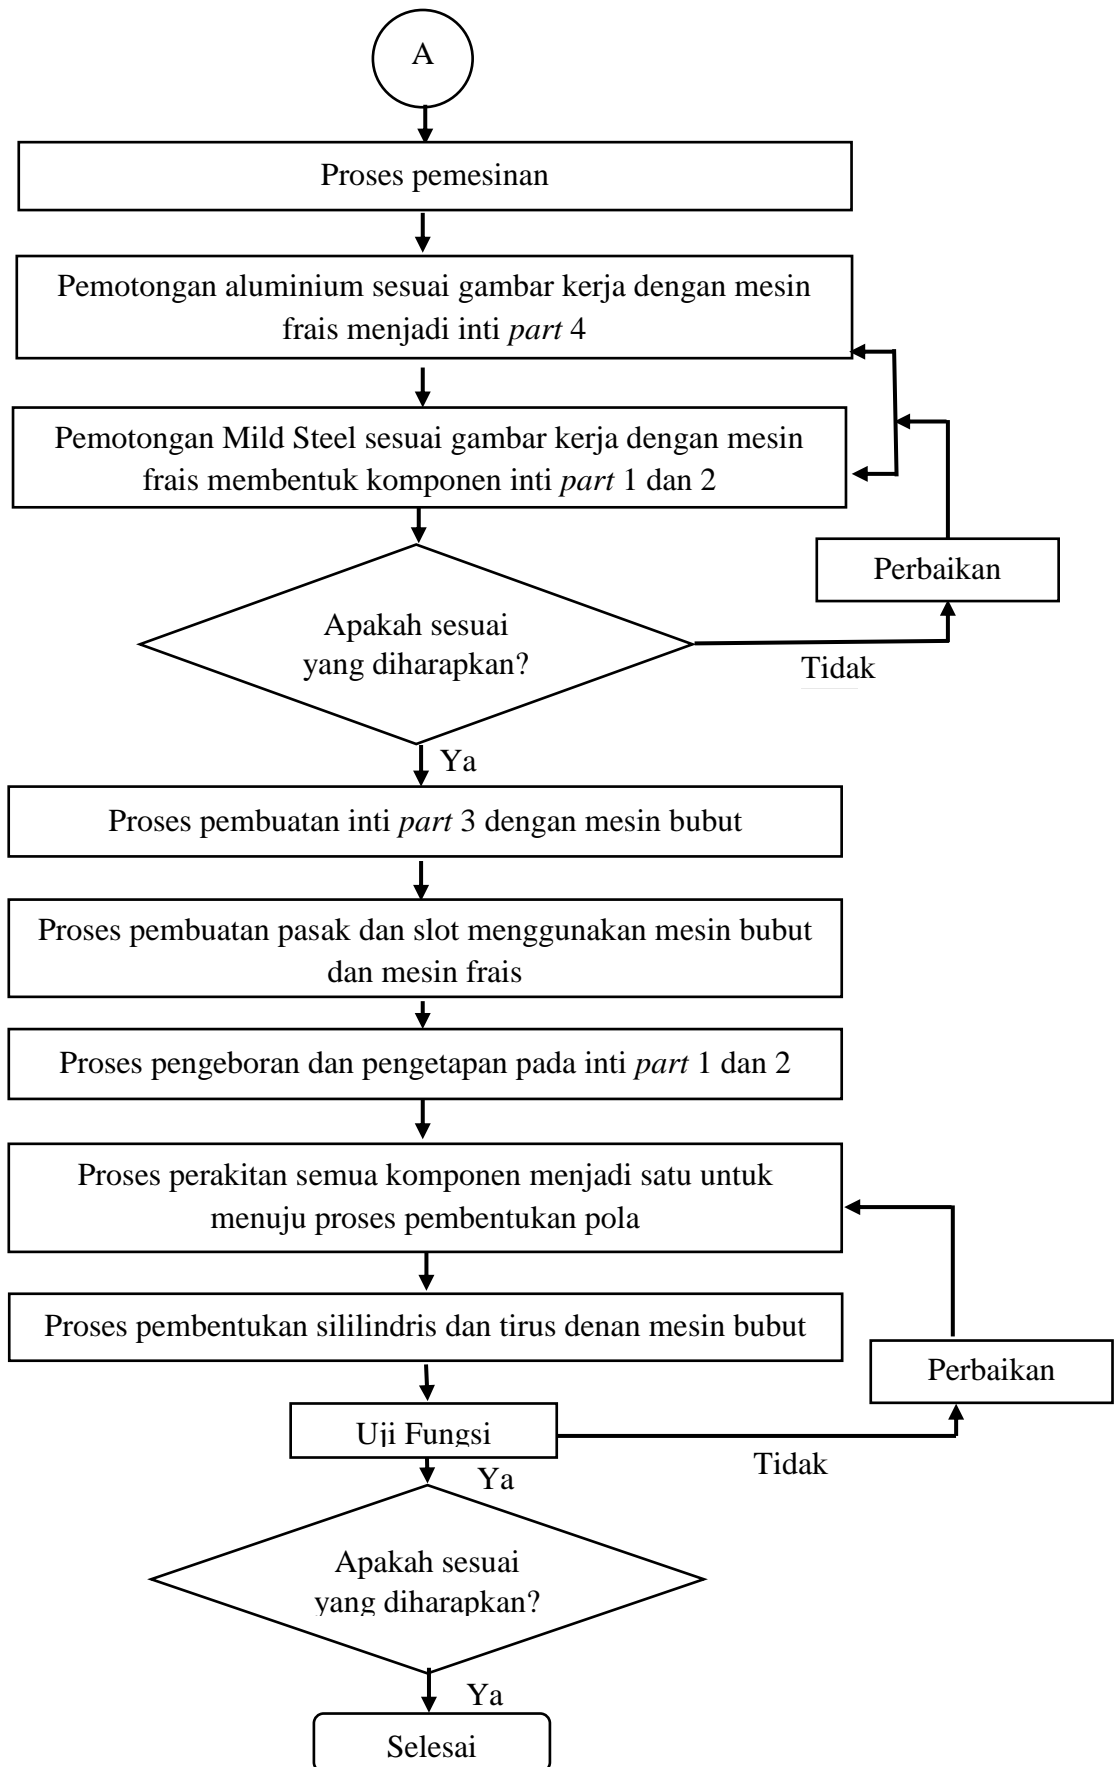 A
Proses pemesinan
Pemotongan aluminium sesuai gambar kerja dengan mesin
frais menjadi inti part 4
Pemotongan Mild Steel sesuai gambar kerja dengan mesin
frais membentuk komponen inti part 1 dan 2
Perbaikan
Apakah sesuai
yang diharapkan?
Tidak
Ya
Proses pembuatan inti part 3 dengan mesin bubut
Proses pembuatan pasak dan slot menggunakan mesin bubut
dan mesin frais
Proses pengeboran dan pengetapan pada inti part 1 dan 2
Proses perakitan semua komponen menjadi satu untuk
menuju proses pembentukan pola
Proses pembentukan sililindris dan tirus denan mesin bubut
Perbaikan
Uji Fungsi
Tidak
Ya
Apakah sesuai
yang diharapkan?
Ya
Selesai